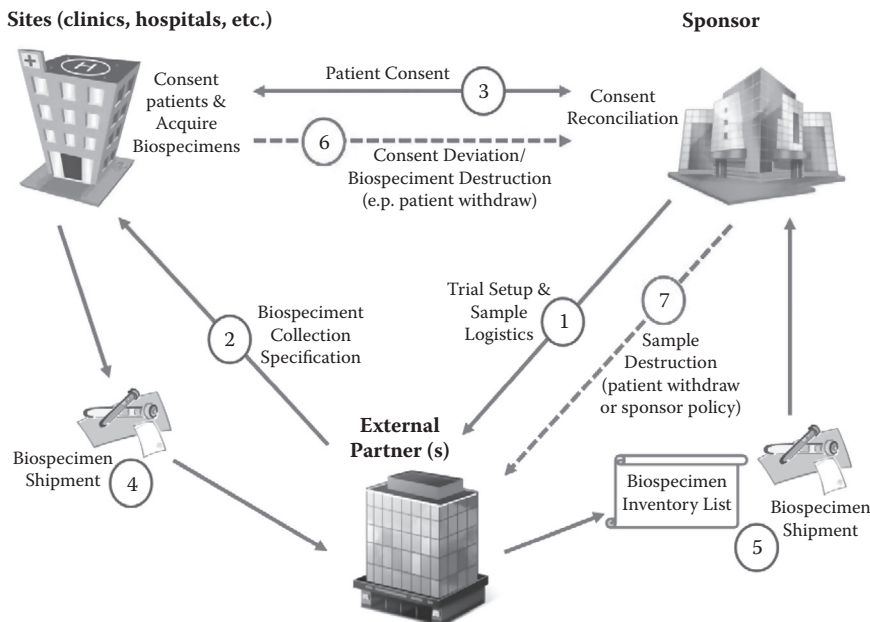 Sites (clinics, hospitals, etc.)
Sponsor
H
Consent
patients &
Acquire
Biospecimens
Patient Consent
3
Consent
Reconciliation
6
Consent Deviation/
Biospeciment Destruction
(e.p. patient withdraw)
2
Biospeciment
Collection
Specification
Trial Setup &
Sample
Logistics
1
7
Sample
Destruction
(patient withdraw
or sponsor policy)
External
Partner (s)
Biospecimen
Shipment
4
Biospecimen
Inventory List
Biospecimen
Shipment
5